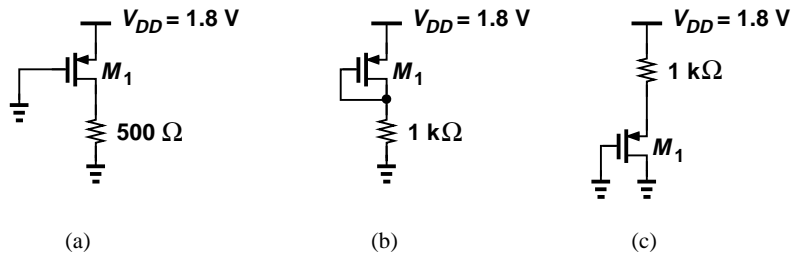 V_DD = 1.8 V
M_1
500 Ω
(a)
V_DD = 1.8 V
M_1
1 kΩ
(b)
V_DD = 1.8 V
1 kΩ
M_1
(c)